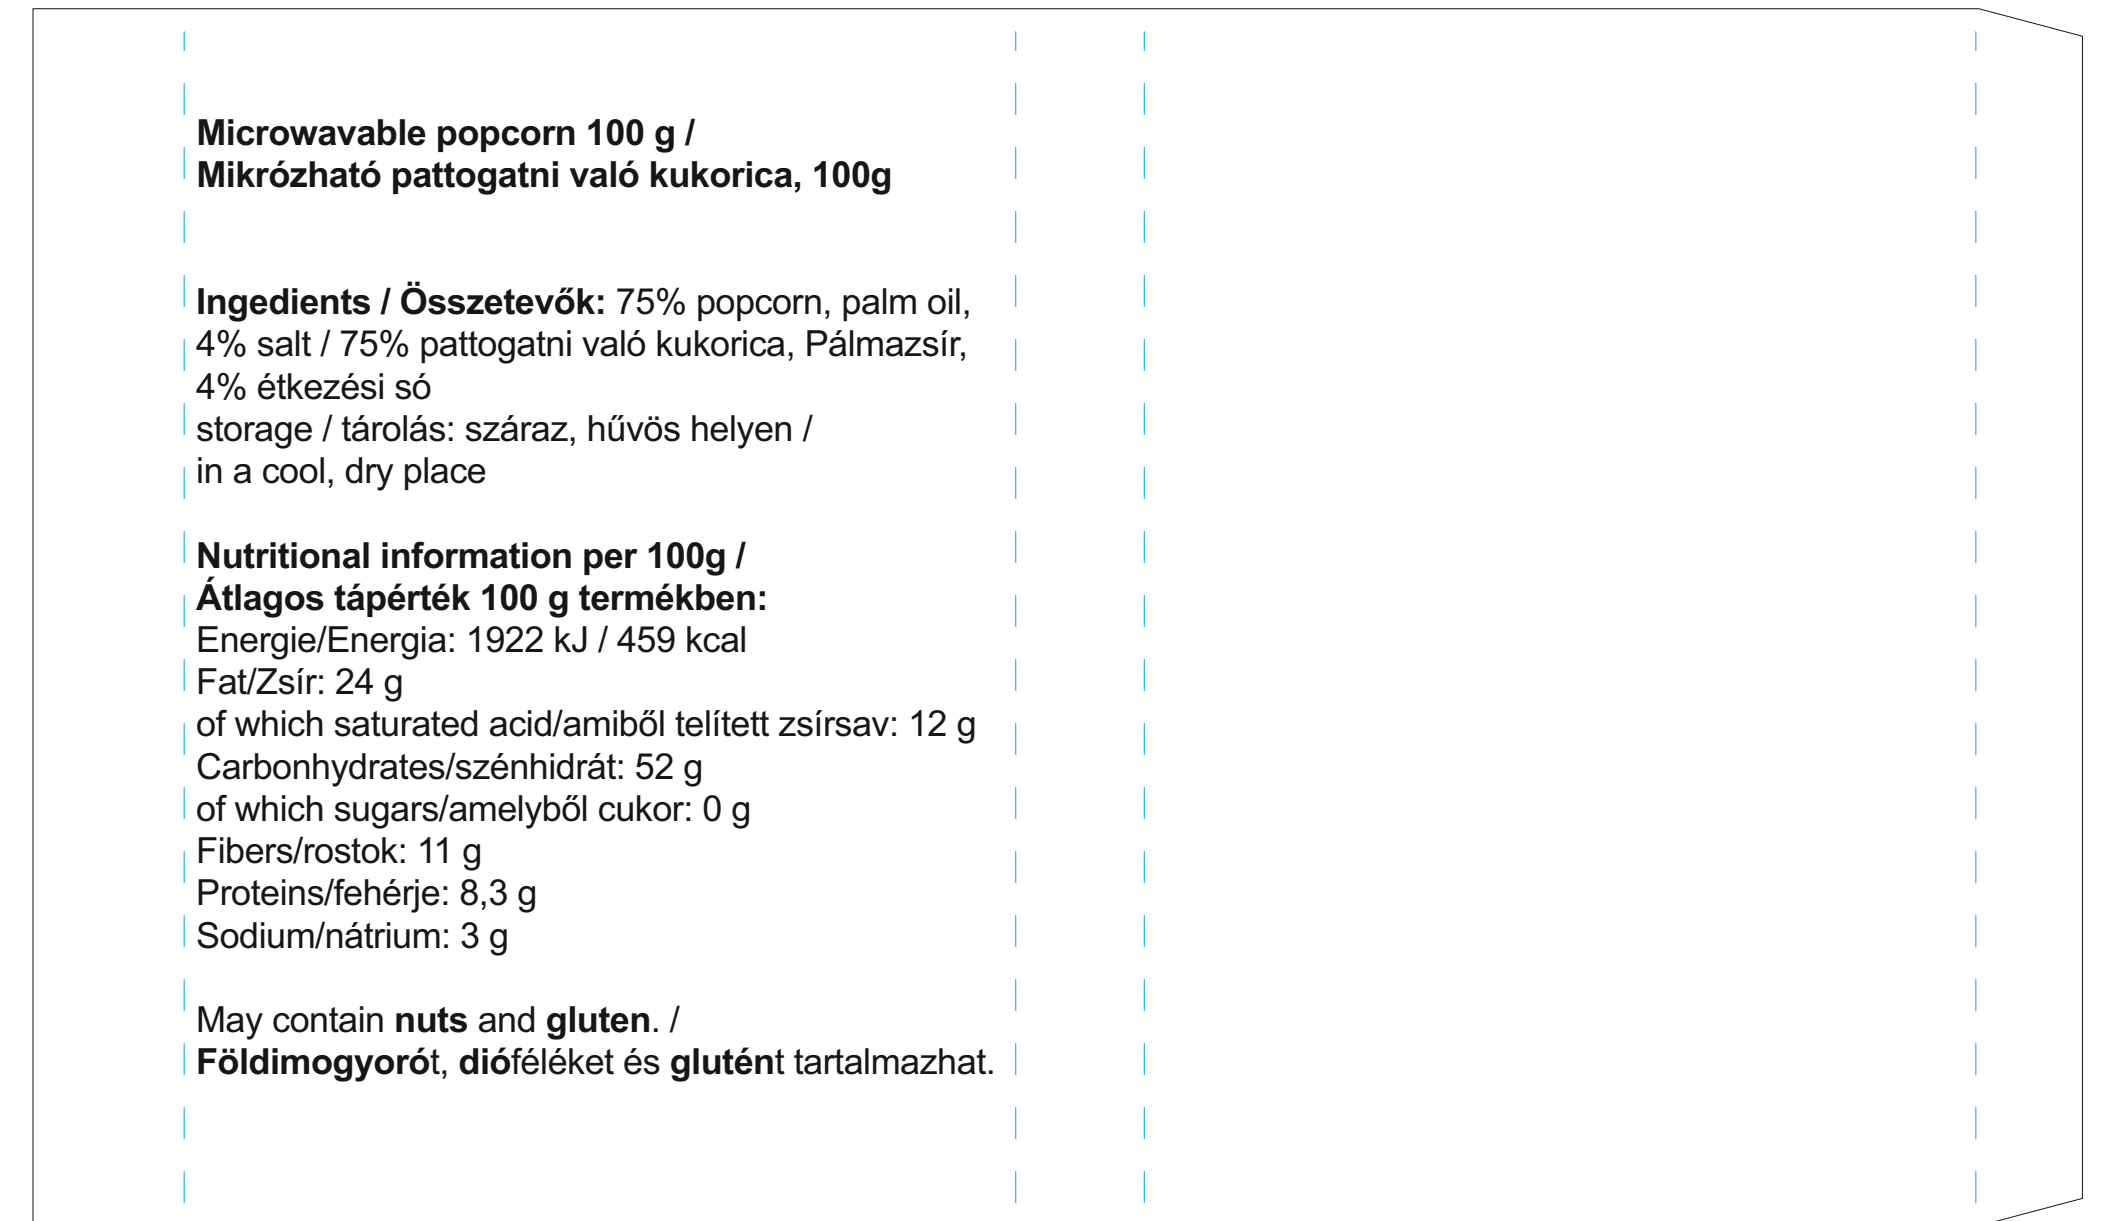 Microwavable popcorn 100 g /
Mikrózható pattogatni való kukorica, 100g
Ingedients / Összetevők: 75% popcorn, palm oil,
4% salt / 75% pattogatni való kukorica, Pálmazsír,
4% étkezési só
storage / tárolás: száraz, hűvös helyen /
in a cool, dry place
Nutritional information per 100g /
Átlagos tápérték 100 g termékben:
Energie/Energia: 1922 kJ / 459 kcal
Fat/Zsír: 24 g
of which saturated acid/amiből telített zsírsav: 12 g
Carbonhydrates/szénhidrát: 52 g
of which sugars/amelyből cukor: 0 g
Fibers/rostok: 11 g
Proteins/fehérje: 8,3 g
Sodium/nátrium: 3 g
May contain nuts and gluten. /
Földimogyorót, dióféléket és glutént tartalmazhat.